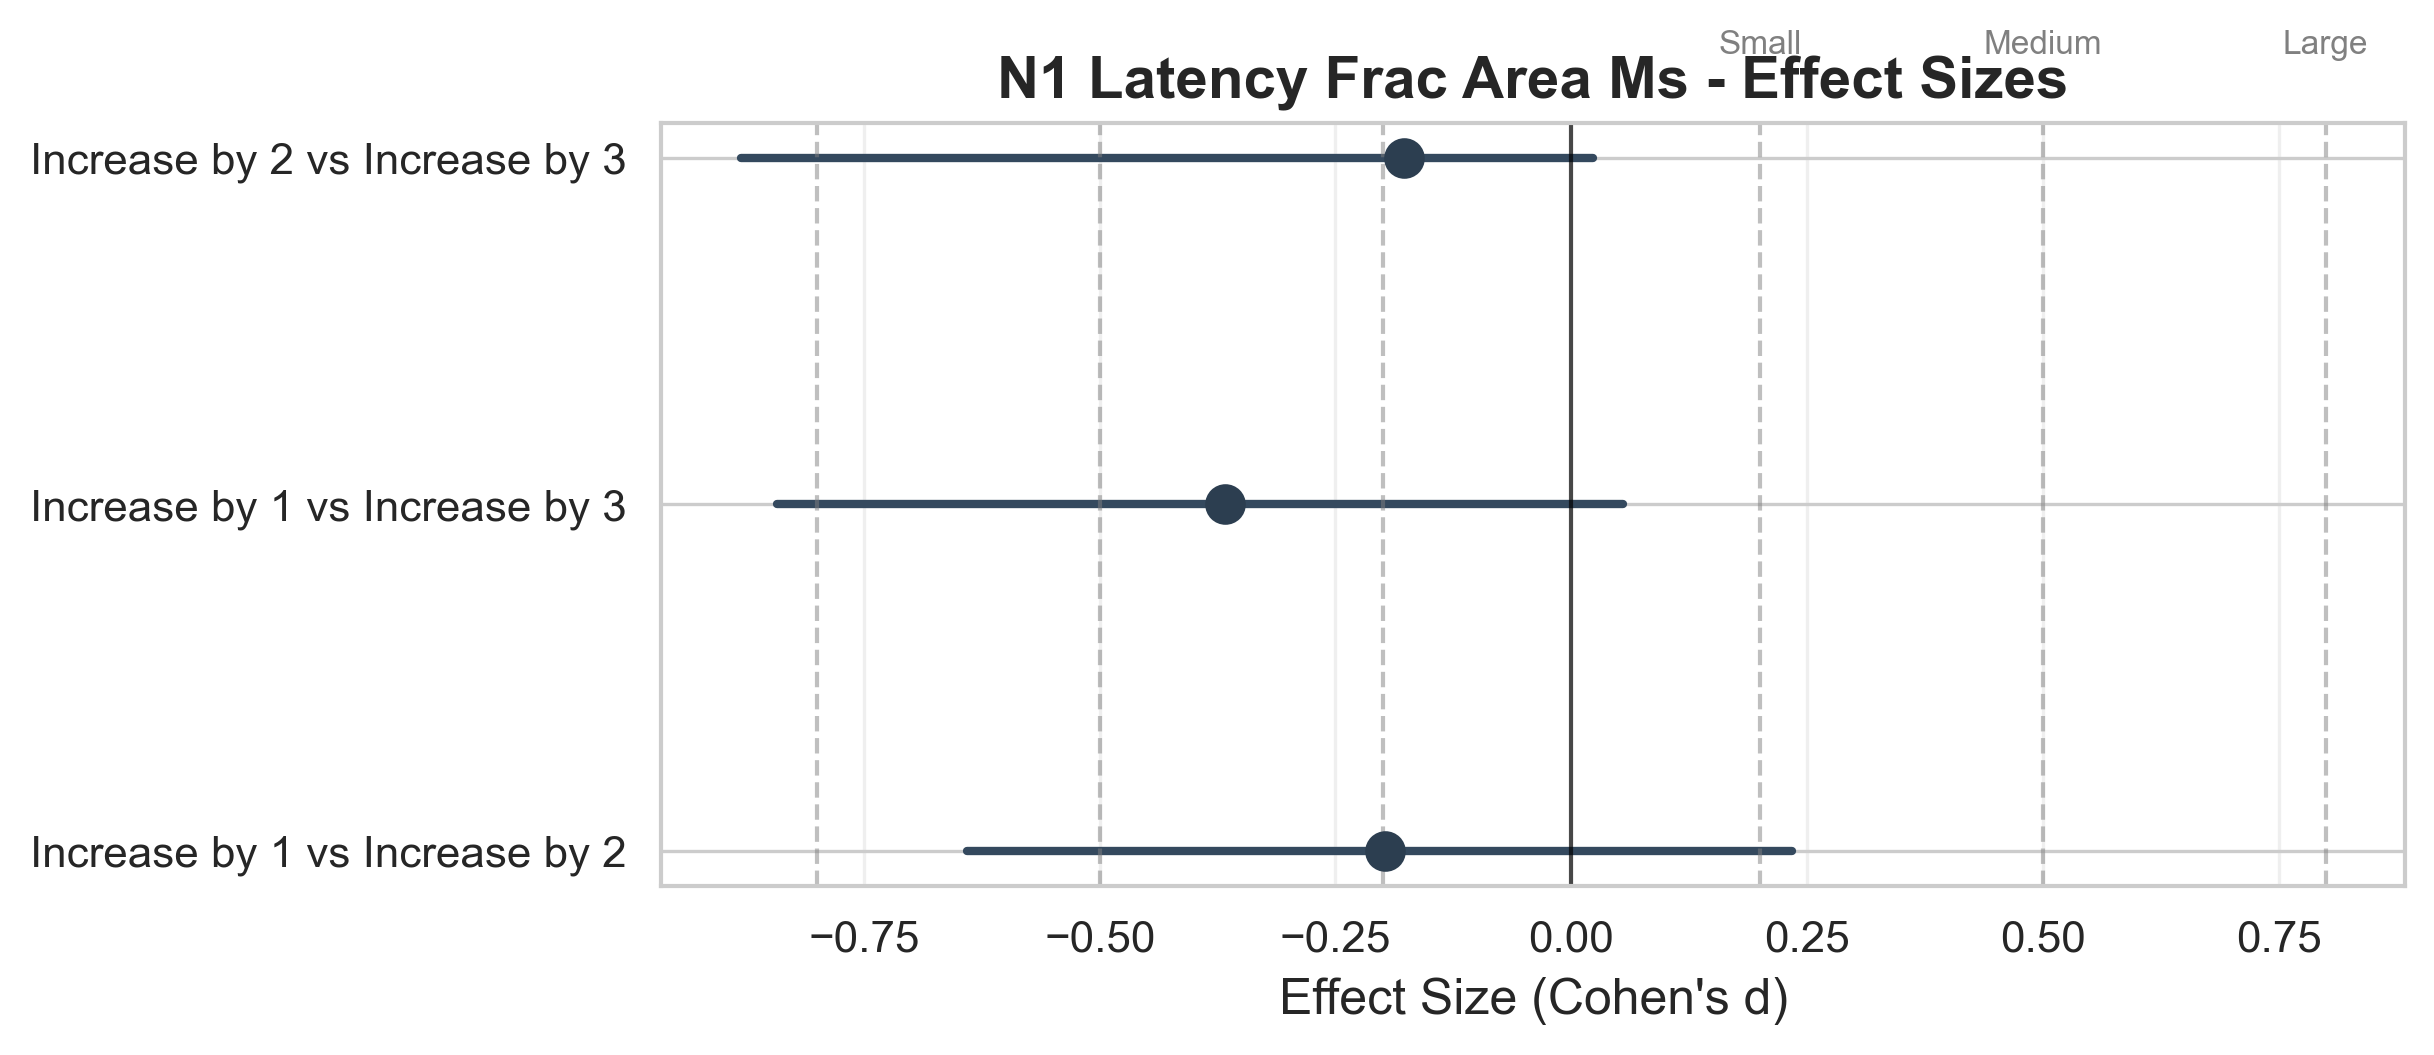 Small Medium Large
N1 Latency Frac Area Ms - Effect Sizes
Increase by 2 vs Increase by 3
Increase by 1 vs Increase by 3
Increase by 1 vs Increase by 2
−0.75 −0.50 −0.25 0.00 0.25 0.50 0.75
Effect Size (Cohen's d)